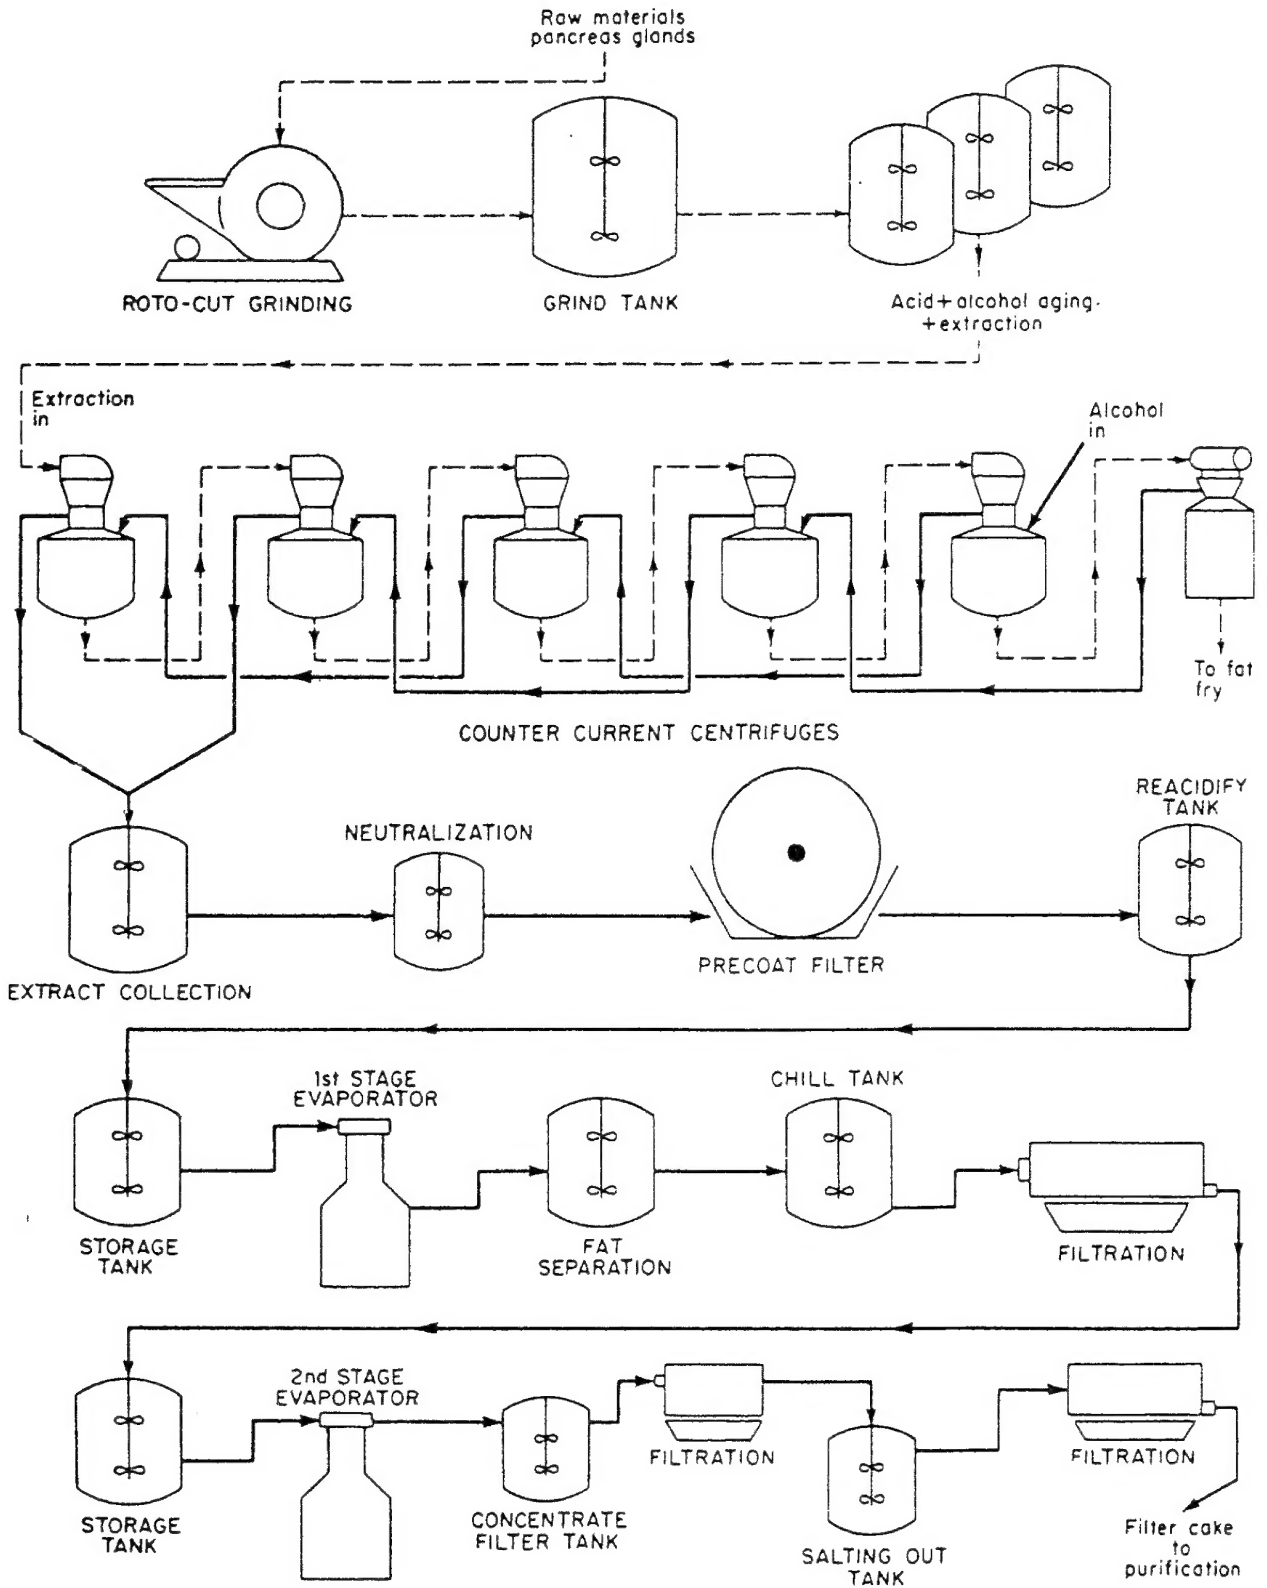 Raw materials
pancreas glands
ROTO-CUT GRINDING
GRIND TANK
Acid+alcohol aging.
+extraction
Extraction
in
Alcohol
in
To fat
fry
COUNTER CURRENT CENTRIFUGES
REACIDIFY
TANK
NEUTRALIZATION
PRECOAT FILTER
EXTRACT COLLECTION
1st STAGE
EVAPORATOR
CHILL TANK
STORAGE
TANK
FAT
SEPARATION
FILTRATION
2nd STAGE
EVAPORATOR
FILTRATION
FILTRATION
STORAGE
TANK
CONCENTRATE
FILTER TANK
SALTING OUT
TANK
Filter cake
to
purification